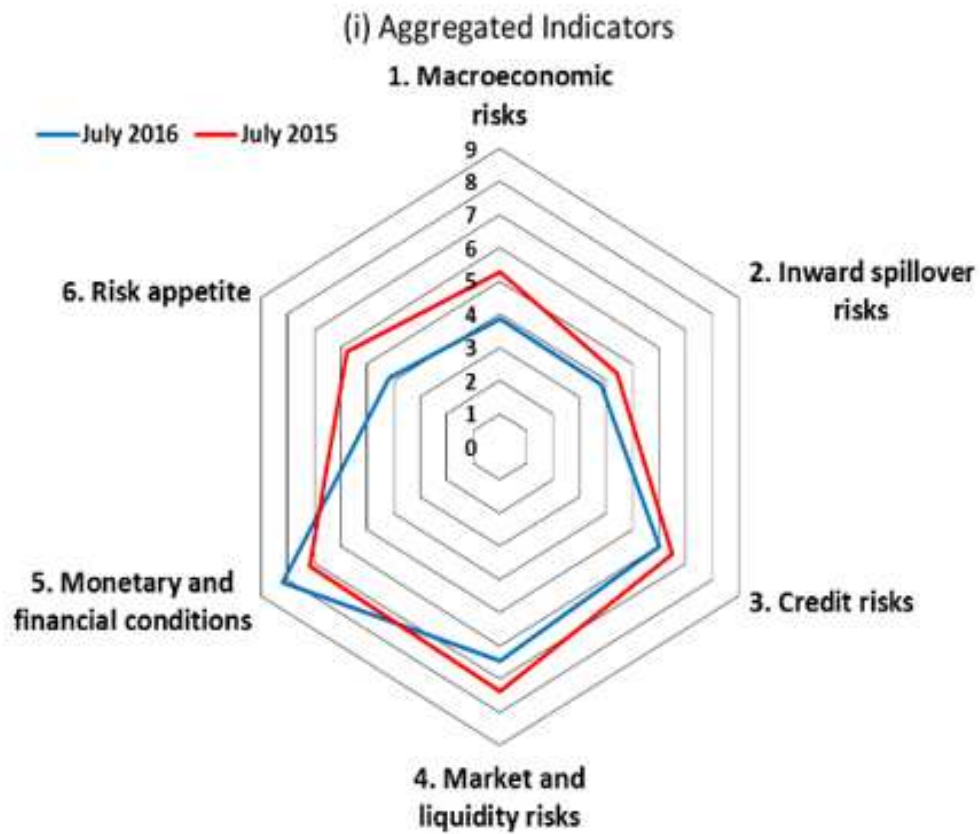 (i) Aggregated Indicators
1. Macroeconomic
risks
July 2016
July 2015
9
8
7
6
5
4
3
2
1
0
2. Inward spillover
risks
6. Risk appetite
5. Monetary and
financial conditions
3. Credit risks
4. Market and
liquidity risks